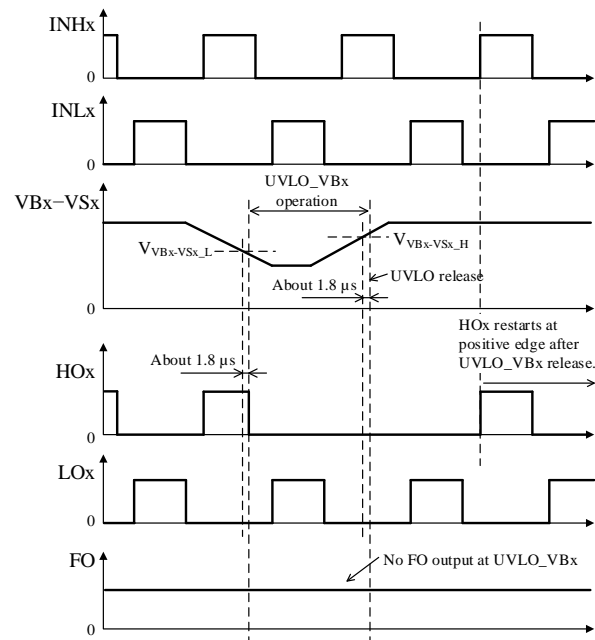 INHx
0
INLx
0
UVLO_VBx
operation
VBx−VSx
VVBx-VSx_L
VVBx-VSx_H
UVLO release
About 1.8 µs
0
HOx restarts at
positive edge after
UVLO_VBx release.
About 1.8 µs
HOx
0
LOx
0
FO
No FO output at UVLO_VBx
0